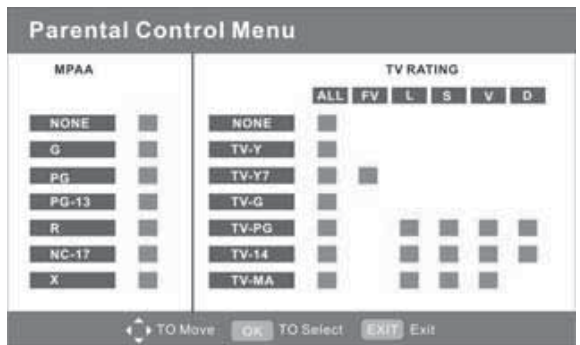 Parental Control Menu
MPAA
TV RATING
ALL FV L S V D
NONE
NONE
G
TV-Y
PG
TV-Y7
PG-13
TV-G
R
TV-PG
NC-17
TV-14
X
TV-MA
TO Move OK TO Select EXIT Exit